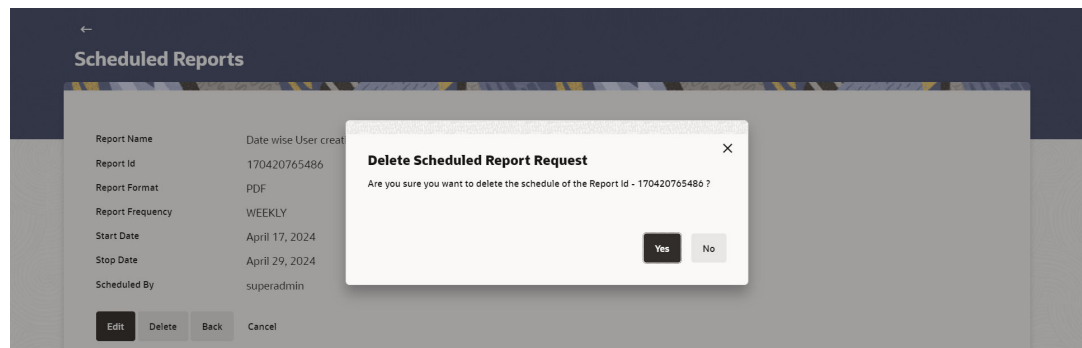 ←
Scheduled Reports
Report Name Date wise User creat
Report Id 170420765486
Report Format PDF
Report Frequency WEEKLY
Start Date April 17, 2024
Stop Date April 29, 2024
Scheduled By superadmin
Edit Delete Back Cancel
Delete Scheduled Report Request
Are you sure you want to delete the schedule of the Report Id - 170420765486 ?
Yes No